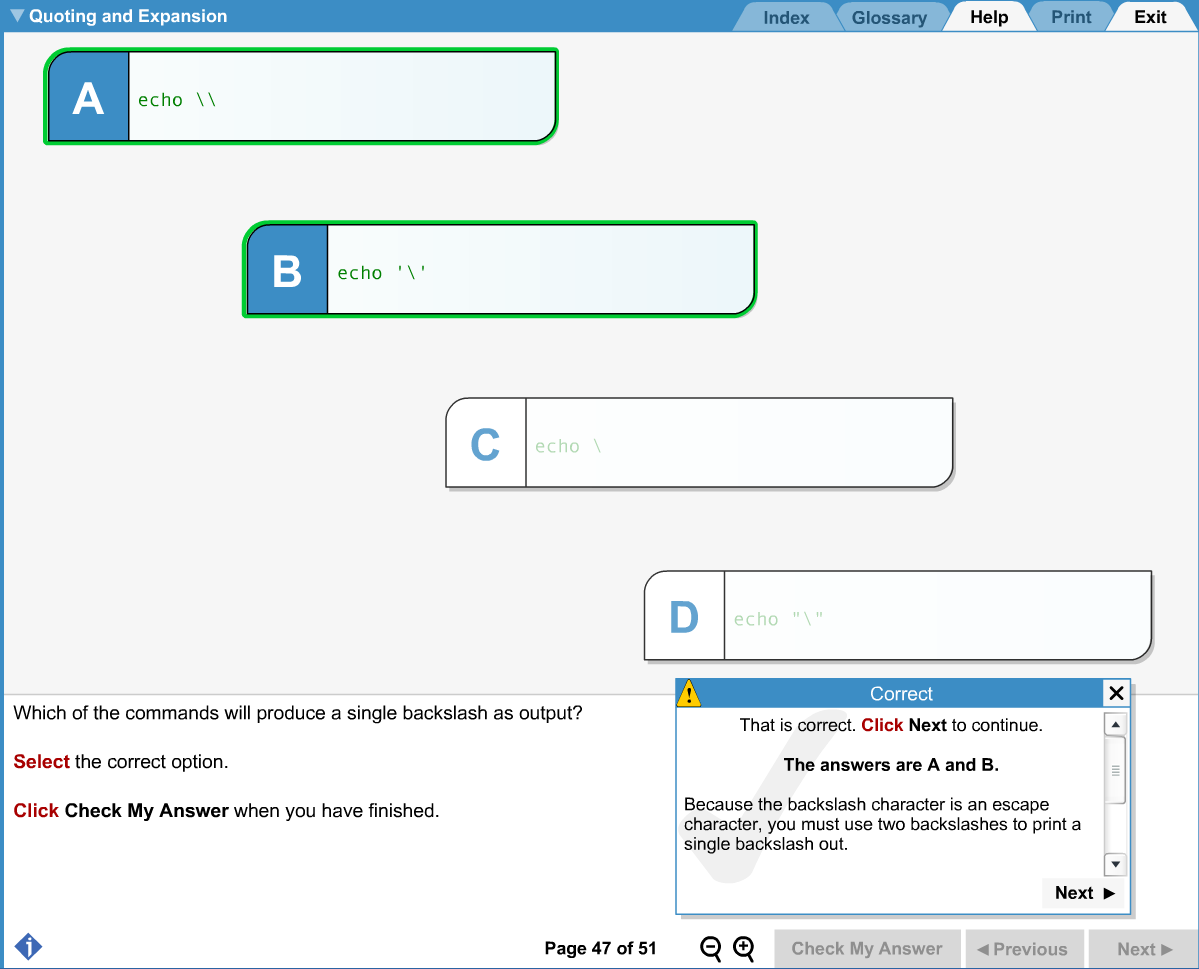 Quoting and Expansion
Index Glossary Help Print Exit
A echo \\
B echo '\'
C echo \
D echo "\"
Which of the commands will produce a single backslash as output?
Select the correct option.
Click Check My Answer when you have finished.
Correct
That is correct. Click Next to continue.
The answers are A and B.
Because the backslash character is an escape
character, you must use two backslashes to print a
single backslash out.
Next ►
Page 47 of 51
Check My Answer
◄ Previous
Next ►